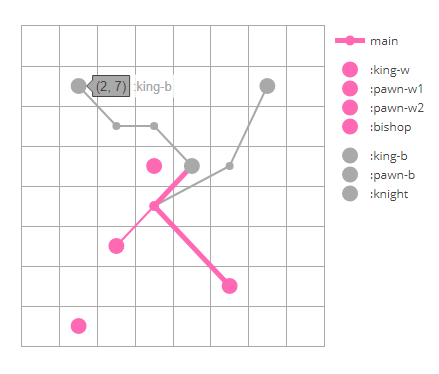 main
(2, 7) :king-b
:king-w
:pawn-w1
:pawn-w2
:bishop
:king-b
:pawn-b
:knight